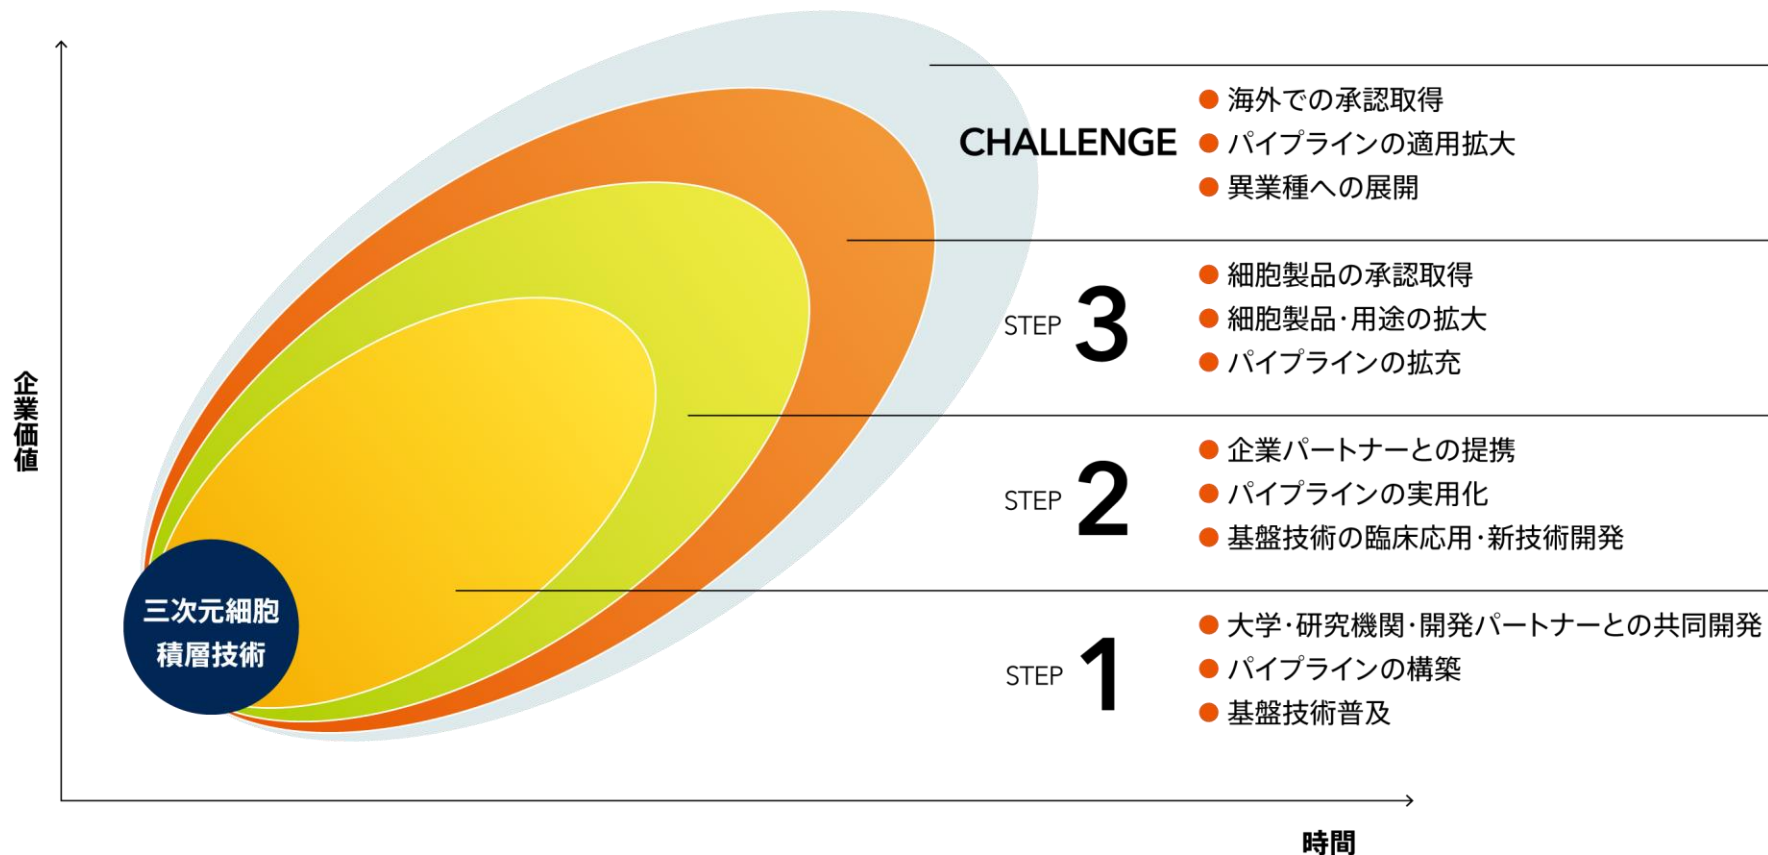 企業価値
三次元細胞
積層技術
CHALLENGE
● 海外での承認取得
● パイプラインの適用拡大
● 異業種への展開
STEP 3
● 細胞製品の承認取得
● 細胞製品・用途の拡大
● パイプラインの拡充
STEP 2
● 企業パートナーとの提携
● パイプラインの実用化
● 基盤技術の臨床応用・新技術開発
STEP 1
● 大学・研究機関・開発パートナーとの共同開発
● パイプラインの構築
● 基盤技術普及
時間